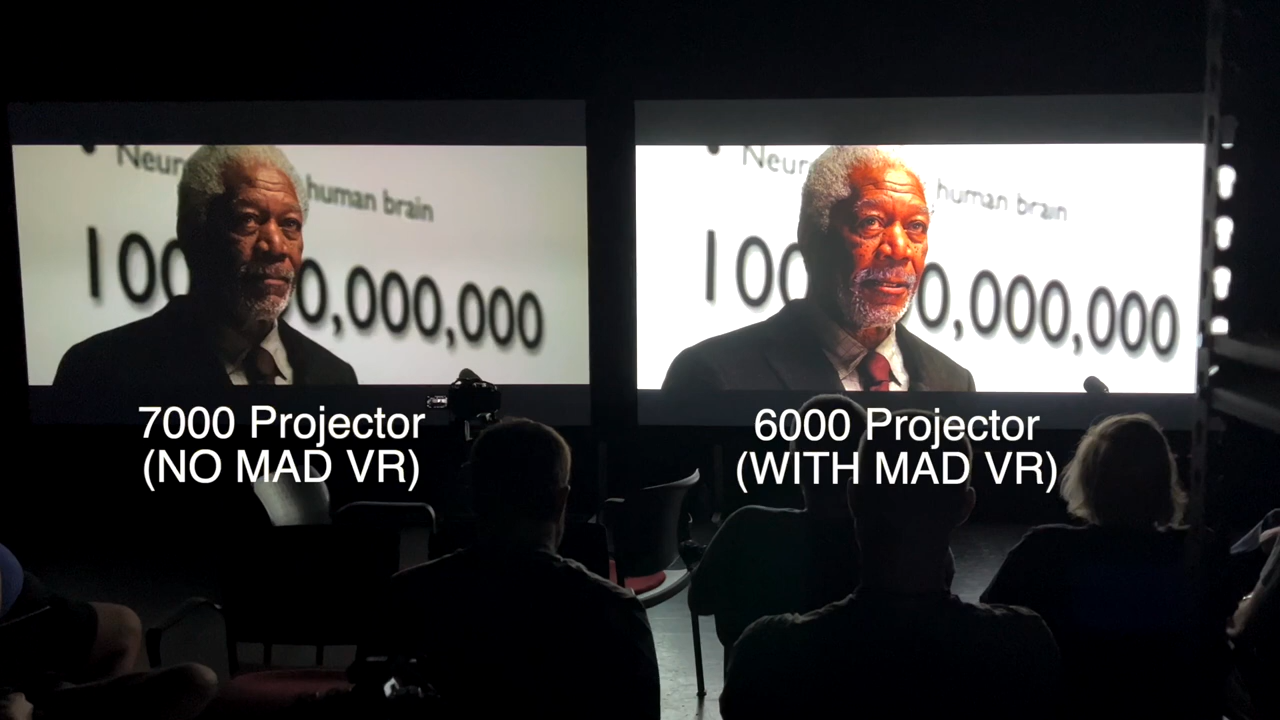 Neur human brain
100 0,000,000
Neur human brain
100 0,000,000
7000 Projector
(NO MAD VR)
6000 Projector
(WITH MAD VR)